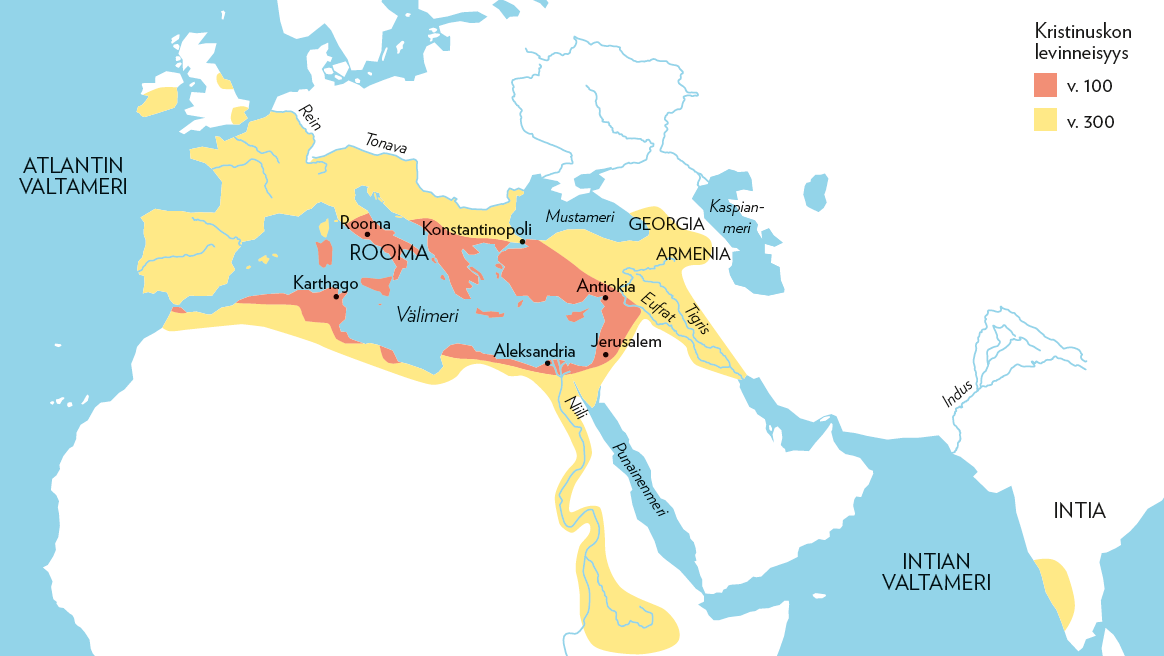 Kristinuskon
levinneisyys
v. 100
v. 300
Rein
Tonava
ATLANTIN
VALTAMERI
Mustameri
Kaspian-
meri
GEORGIA
ARMENIA
Rooma
Konstantinopoli
ROOMA
Karthago
Antiokia
Eufrat
Tigris
Välimeri
Jerusalem
Aleksandria
Niili
Punainenmeri
Indus
INTIA
INTIAN
VALTAMERI